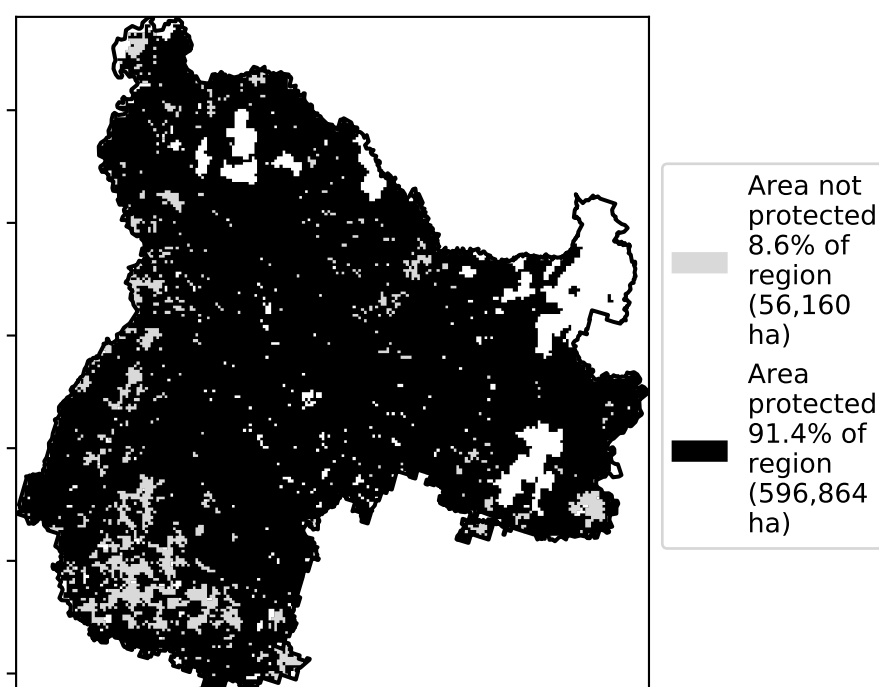 Area not
protected
8.6% of
region
(56,160
ha)
Area
protected
91.4% of
region
(596,864
ha)